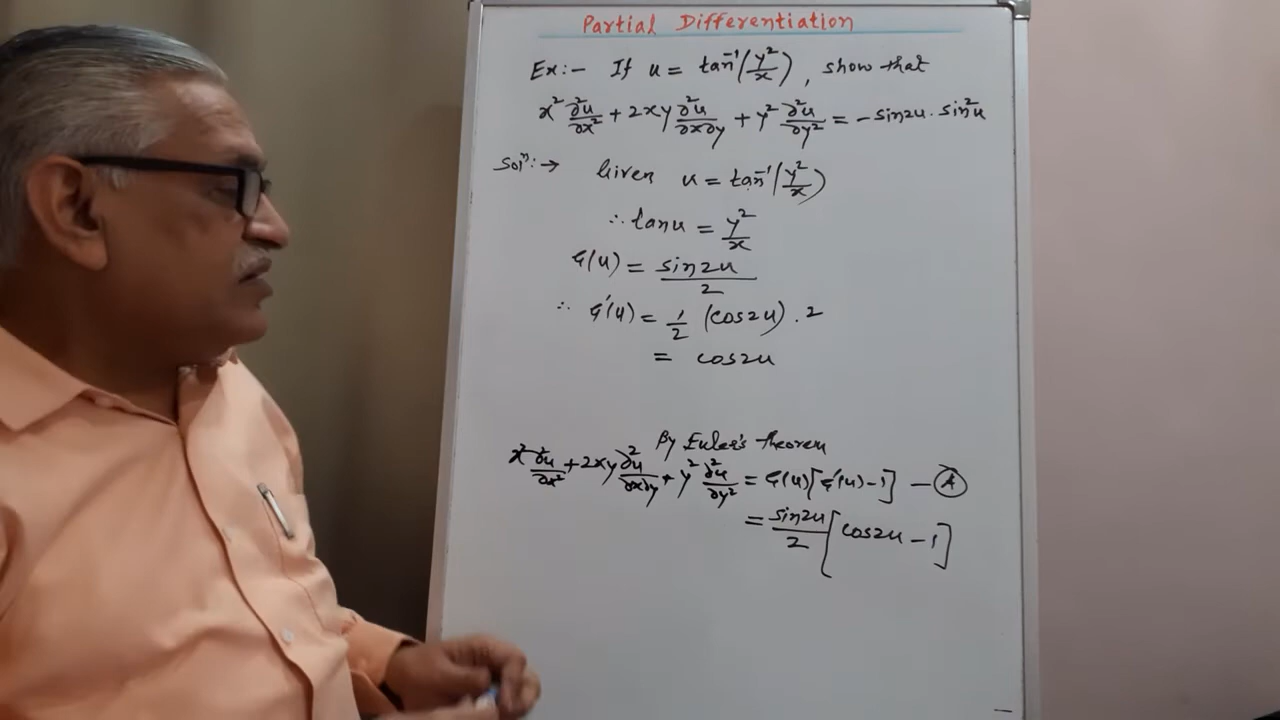 Partial Differentiation
Ex:- If u = tan⁻¹(y²/x), show that
x² ∂²u/∂x² + 2xy ∂²u/∂x∂y + y² ∂²u/∂y² = -sin2u.sin²u
Solⁿ:→ Given u = tan⁻¹(y²/x)
∴ tanu = y²/x
G(u) = sin2u/2
∴ G'(u) = 1/2 (cos2u).2
= cos2u
By Euler's theorem
x² ∂²u/∂x² + 2xy ∂²u/∂x∂y + y² ∂²u/∂y² = G(u)[G'(u)-1] — Ⓐ
= sin2u/2 [cos2u-1]